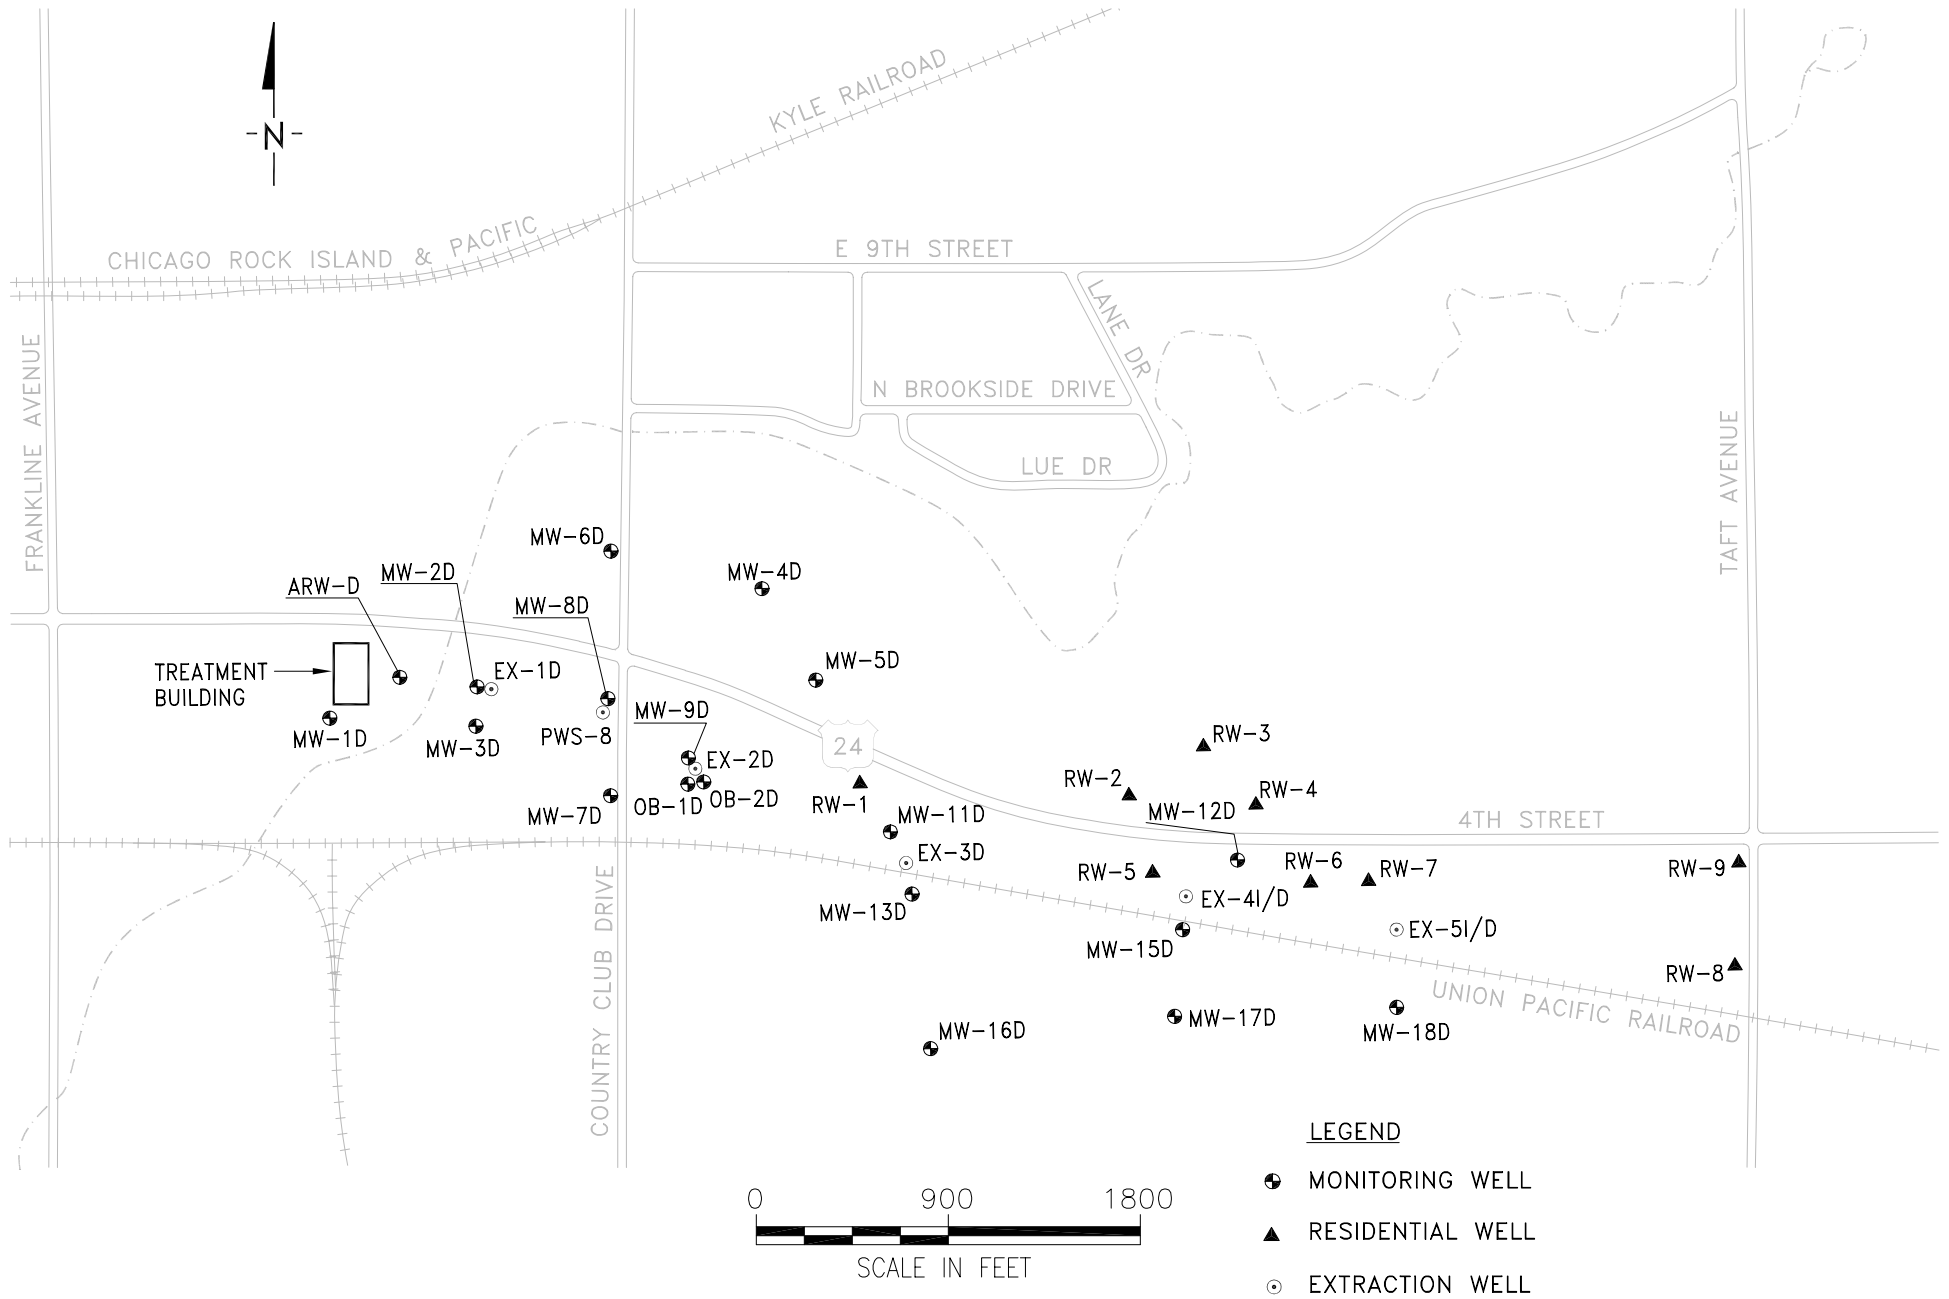 KYLE RAILROAD
N
CHICAGO ROCK ISLAND & PACIFIC
E 9TH STREET
LANE DR
N BROOKSIDE DRIVE
LUE DR
FRANKLINE AVENUE
TAFT AVENUE
MW-6D
MW-4D
MW-2D
ARW-D
MW-8D
TREATMENT
BUILDING
EX-1D
MW-5D
MW-9D
MW-1D
MW-3D
PWS-8
24
RW-3
EX-2D
RW-2
RW-4
OB-1D
OB-2D
RW-1
MW-7D
MW-11D
MW-12D
4TH STREET
EX-3D
RW-5
RW-6
RW-7
RW-9
MW-13D
EX-4I/D
EX-5I/D
MW-15D
RW-8
COUNTRY CLUB DRIVE
UNION PACIFIC RAILROAD
MW-16D
MW-17D
MW-18D
LEGEND
MONITORING WELL
RESIDENTIAL WELL
EXTRACTION WELL
0 900 1800
SCALE IN FEET